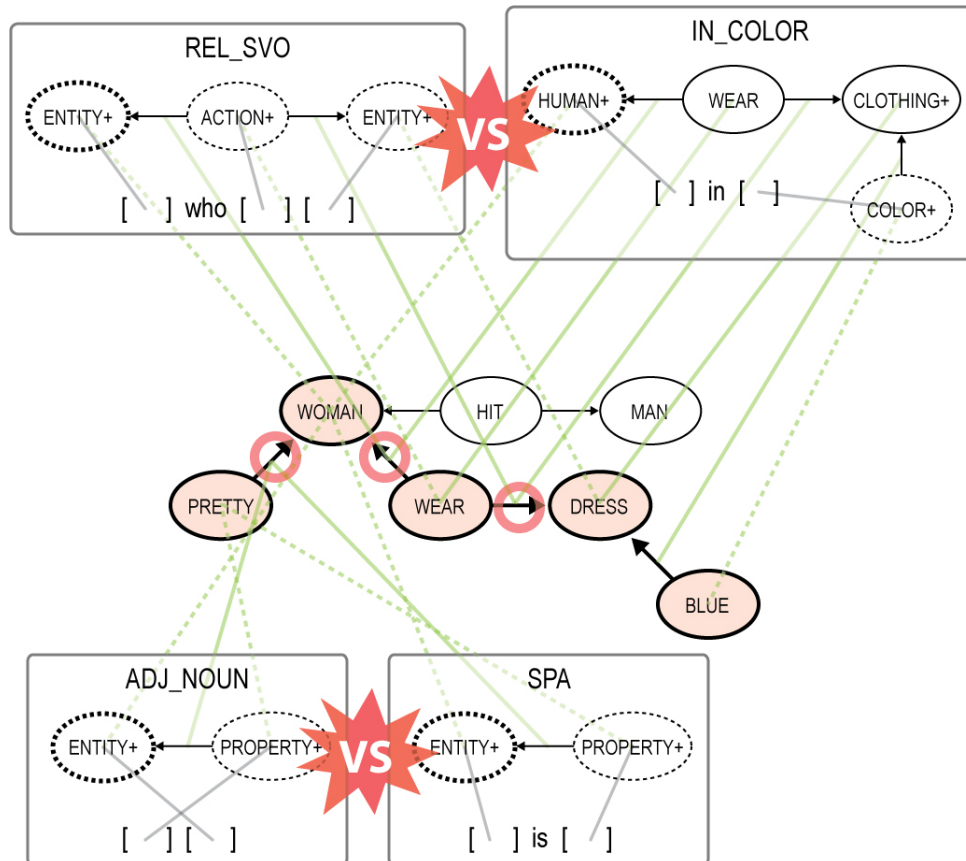 REL_SVO
ENTITY+ ACTION+ ENTITY+
[ ] who [ ] [ ]
VS
IN_COLOR
HUMAN+ WEAR CLOTHING+
[ ] in [ ]
COLOR+
WOMAN HIT MAN
PRETTY WEAR DRESS
BLUE
ADJ_NOUN
ENTITY+ PROPERTY+
[ ] [ ]
VS
SPA
ENTITY+ PROPERTY+
[ ] is [ ]